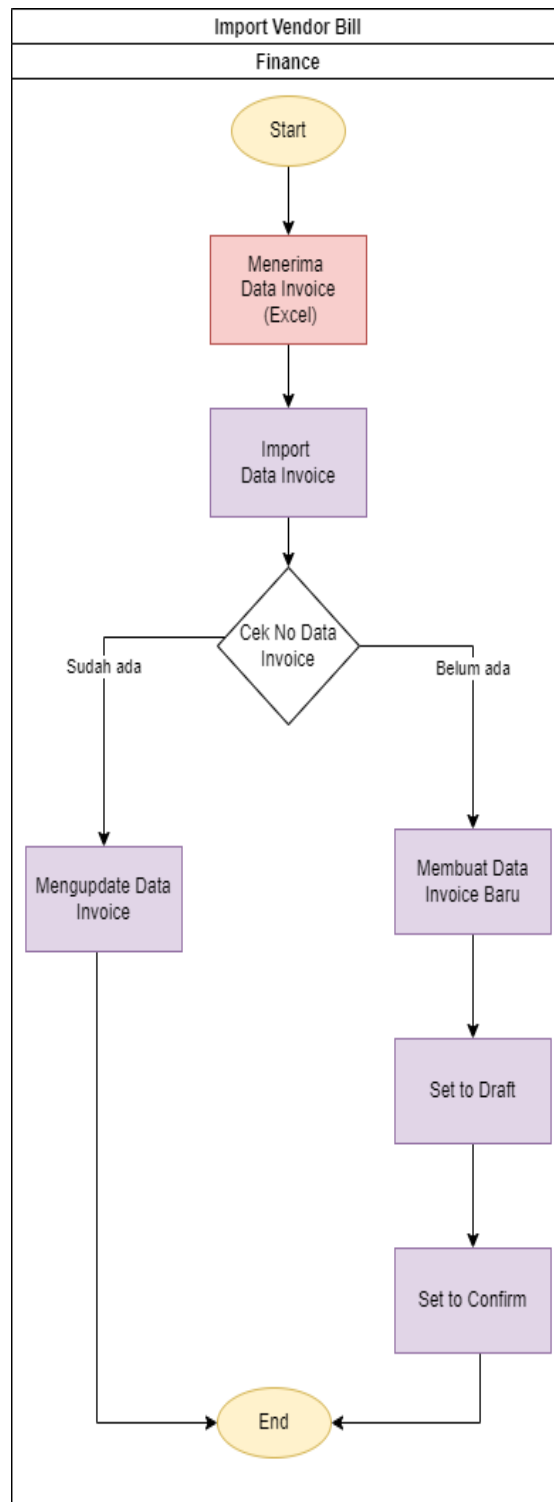 Import Vendor Bill
Finance
Start
Menerima
Data Invoice
(Excel)
Import
Data Invoice
Cek No Data
Invoice
Sudah ada
Belum ada
Mengupdate Data
Invoice
Membuat Data
Invoice Baru
Set to Draft
Set to Confirm
End